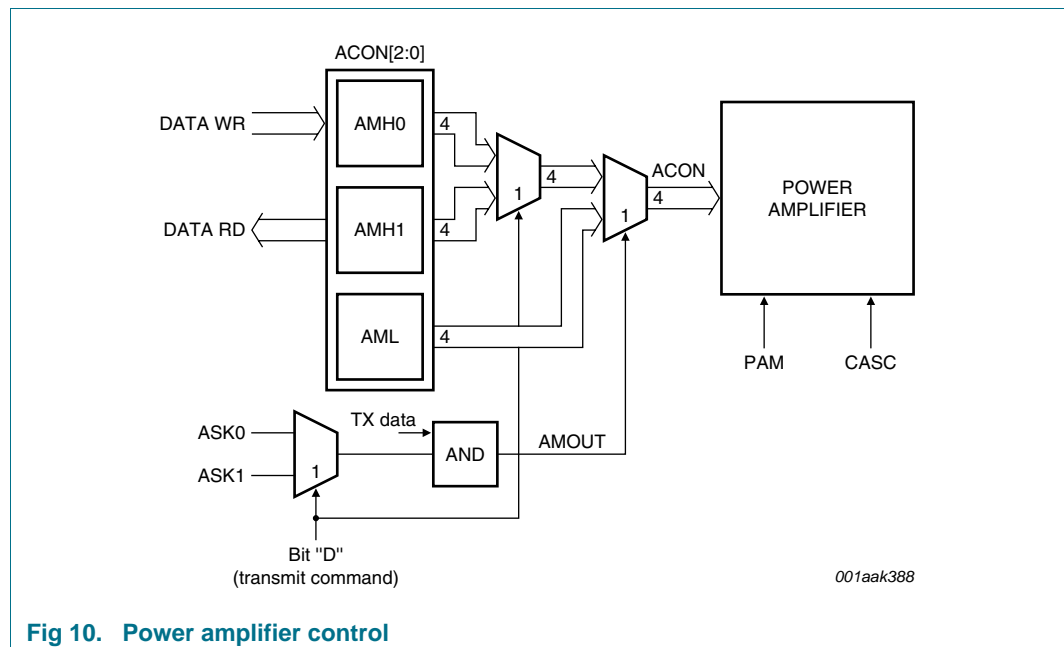 ACON[2:0]
DATA WR
AMH0
4
1
4
ACON
4
1
POWER
AMPLIFIER
DATA RD
AMH1
4
AML
4
PAM
CASC
ASK0
ASK1
1
TX data
AND
AMOUT
Bit "D"
(transmit command)
001aak388
Fig 10. Power amplifier control